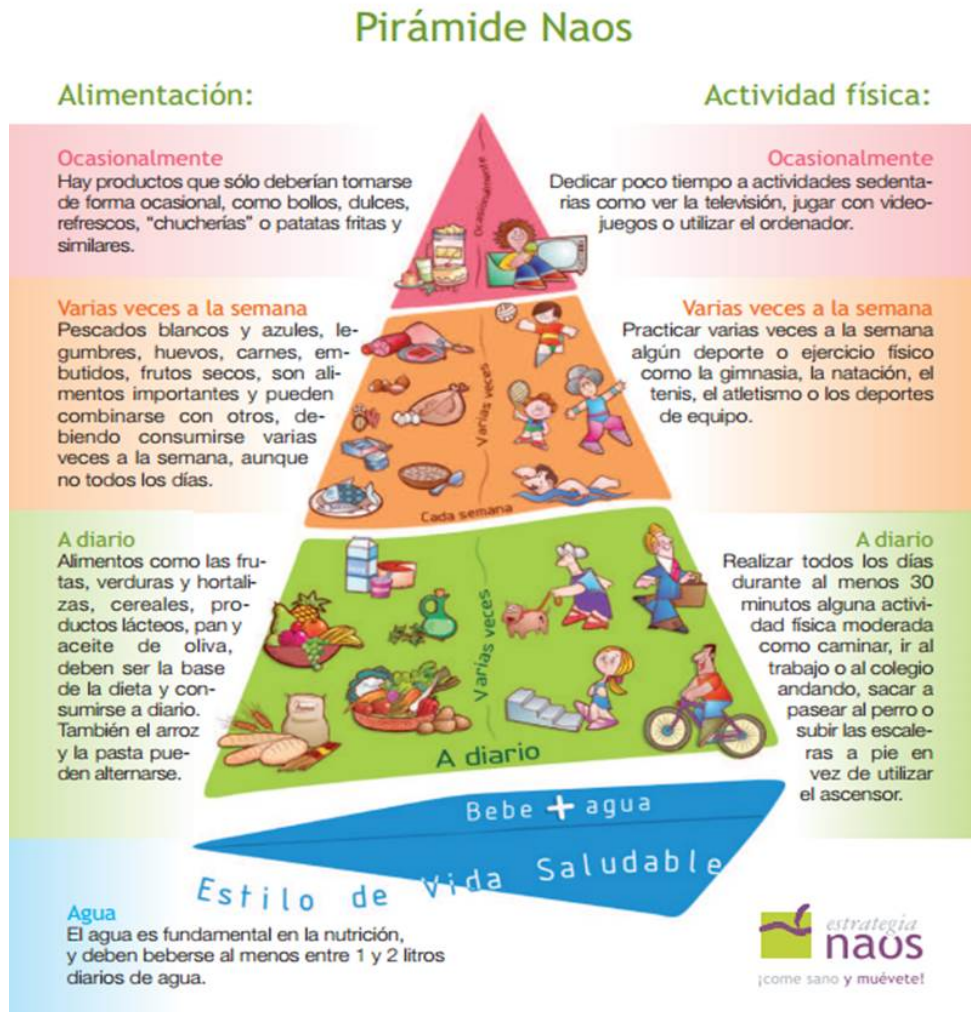 Pirámide Naos
Alimentación:
Ocasionalmente
Hay productos que sólo deberían tomarse
de forma ocasional, como bollos, dulces,
refrescos, “chucherías” o patatas fritas y
similares.
Varias veces a la semana
Pescados blancos y azules, le-
gumbres, huevos, carnes, em-
butidos, frutos secos, son ali-
mentos importantes y pueden
combinarse con otros, de-
biendo consumirse varias
veces a la semana, aunque
no todos los días.
A diario
Alimentos como las fru-
tas, verduras y hortali-
zas, cereales, pro-
ductos lácteos, pan y
aceite de oliva,
deben ser la base
de la dieta y con-
sumirse a diario.
También el arroz
y la pasta pue-
den alternarse.
Agua
El agua es fundamental en la nutrición,
y deben beberse al menos entre 1 y 2 litros
diarios de agua.
Ocasionalmente
Varias veces
Cada semana
Varias veces
A diario
Bebe + agua
Estilo de Vida Saludable
Actividad física:
Ocasionalmente
Dedicar poco tiempo a actividades sedenta-
rias como ver la televisión, jugar con video-
juegos o utilizar el ordenador.
Varias veces a la semana
Practicar varias veces a la semana
algún deporte o ejercicio físico
como la gimnasia, la natación, el
tenis, el atletismo o los deportes
de equipo.
A diario
Realizar todos los días
durante al menos 30
minutos alguna activi-
dad física moderada
como caminar, ir al
trabajo o al colegio
andando, sacar a
pasear al perro o
subir las escale-
ras a pie en
vez de utilizar
el ascensor.
estrategia
naos
¡come sano y muévete!